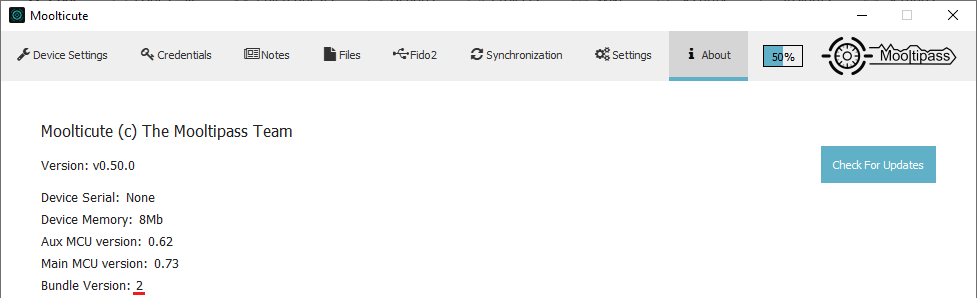 Moolticute
Device Settings Credentials Notes Files Fido2 Synchronization Settings About 50% Mooltipass
Moolticute (c) The Mooltipass Team
Version: v0.50.0
Check For Updates
Device Serial: None
Device Memory: 8Mb
Aux MCU version: 0.62
Main MCU version: 0.73
Bundle Version: 2